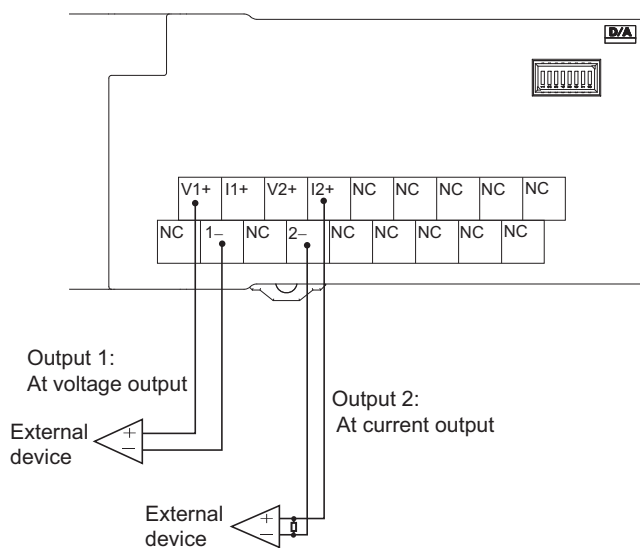 D/A
V1+ I1+ V2+ I2+ NC NC NC NC NC
NC 1– NC 2– NC NC NC NC NC
Output 1:
At voltage output
External
device
+
–
Output 2:
At current output
External
device
+
–